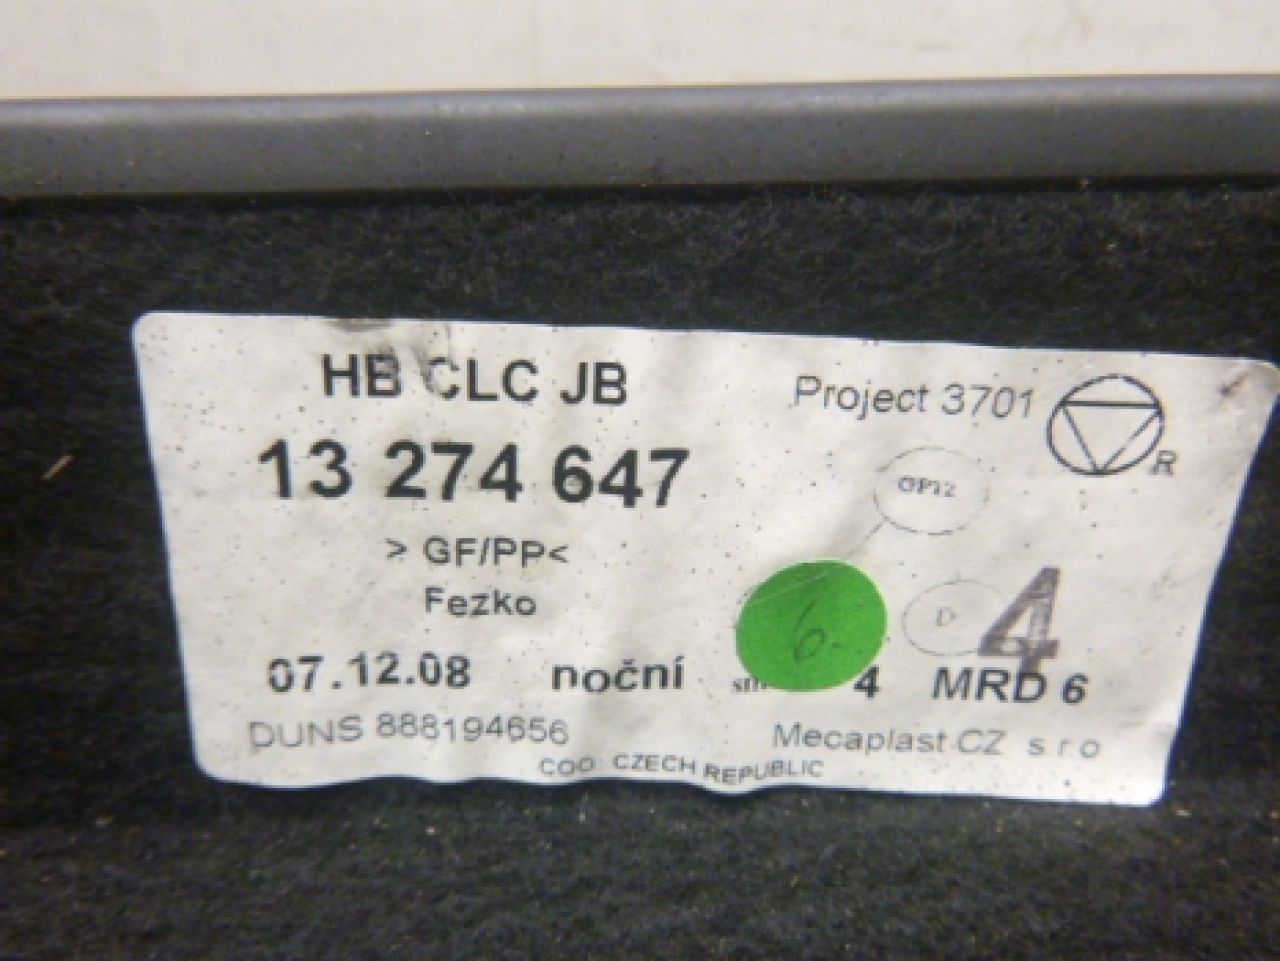 HB CLC JB
Project 3701
R
13 274 647
GP12
> GF/PP<
Fezko
6.
D
4
07.12.08 noční 4 MRD 6
DUNS 888194656
Mecaplast CZ s r o
COO: CZECH REPUBLIC